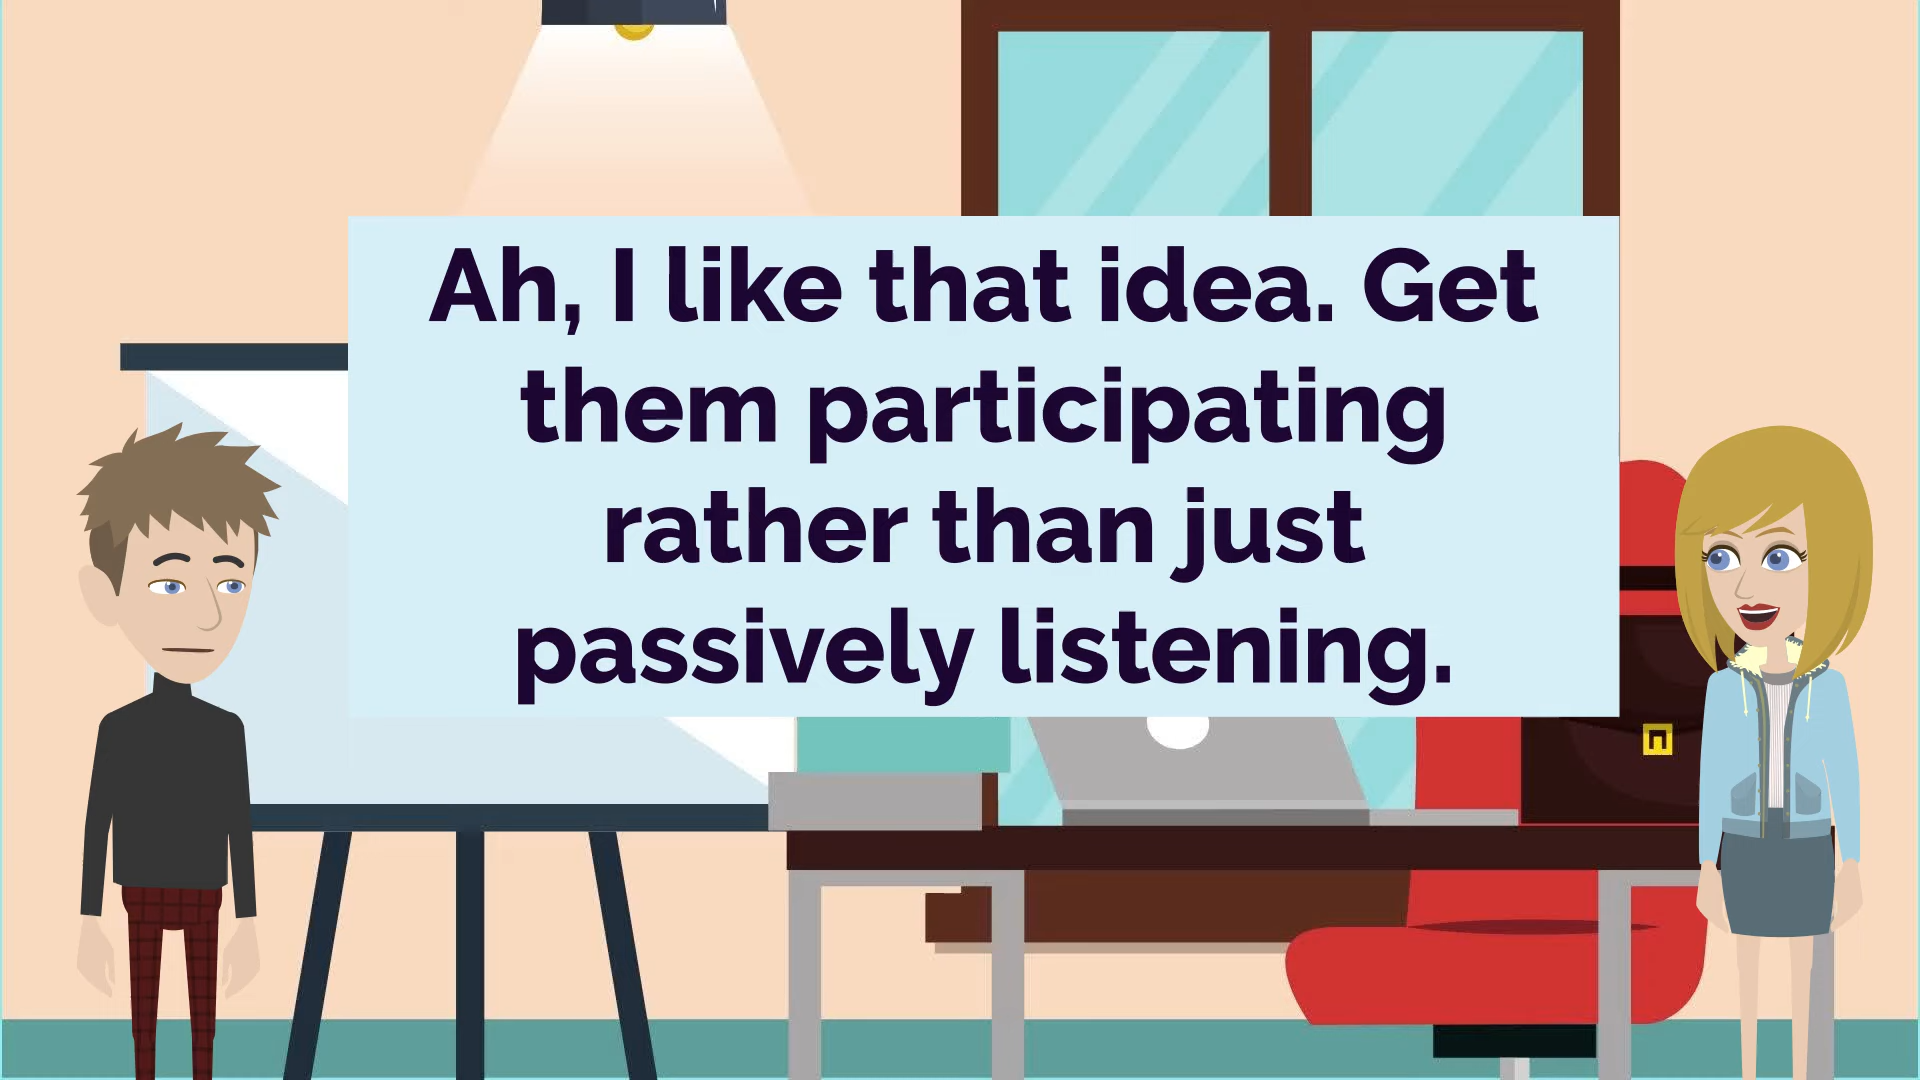 Ah, I like that idea. Get
them participating
rather than just
passively listening.